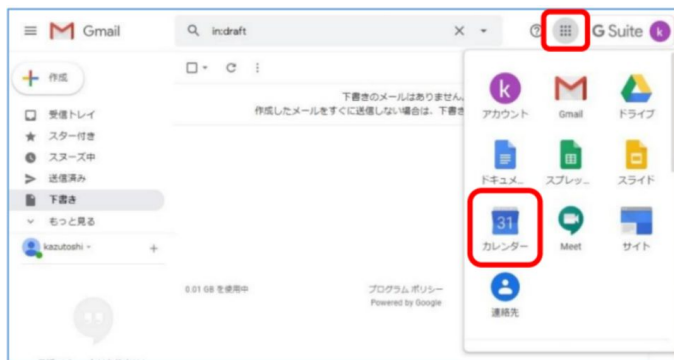 Gmail
in:draft
G Suite
k
作成
下書きのメールはありません。
作成したメールをすぐに送信しない場合は、下書き
受信トレイ
スター付き
スヌーズ中
送信済み
下書き
もっと見る
kazutoshi
0.01 GB を使用中
プログラム ポリシー
Powered by Google
k
アカウント
Gmail
ドライブ
ドキュメ...
スプレッ...
スライド
31
カレンダー
Meet
サイト
連絡先